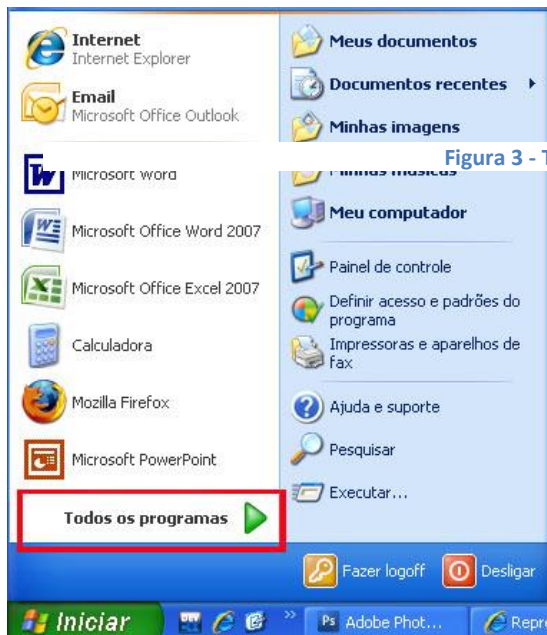 Internet
Internet Explorer
Email
Microsoft Office Outlook
Microsoft Word
Microsoft Office Word 2007
Microsoft Office Excel 2007
Calculadora
Mozilla Firefox
Microsoft PowerPoint
Todos os programas
Meus documentos
Documentos recentes
Minhas imagens
Figura 3 - T
Minhas músicas
Meu computador
Painel de controle
Definir acesso e padrões do
programa
Impressoras e aparelhos de
fax
Ajuda e suporte
Pesquisar
Executar...
Fazer logoff
Desligar
Iniciar
»
Ps Adobe Phot...
Repr